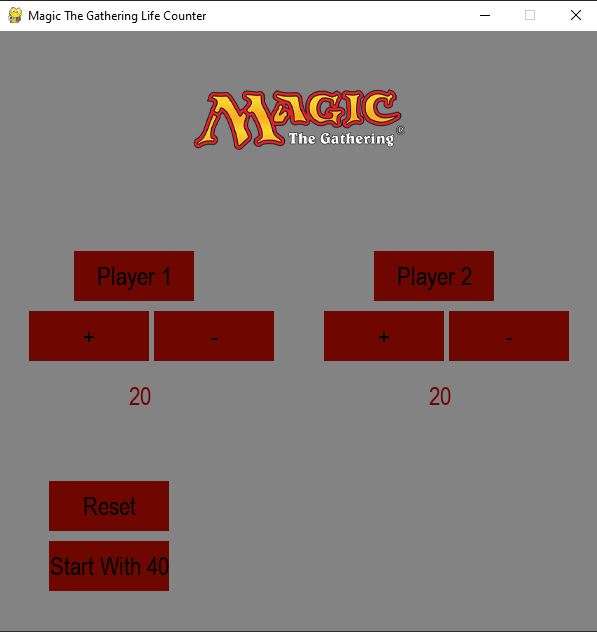 Magic The Gathering Life Counter
MAGIC
The Gathering®
Player 1
Player 2
+
-
+
-
20
20
Reset
Start With 40